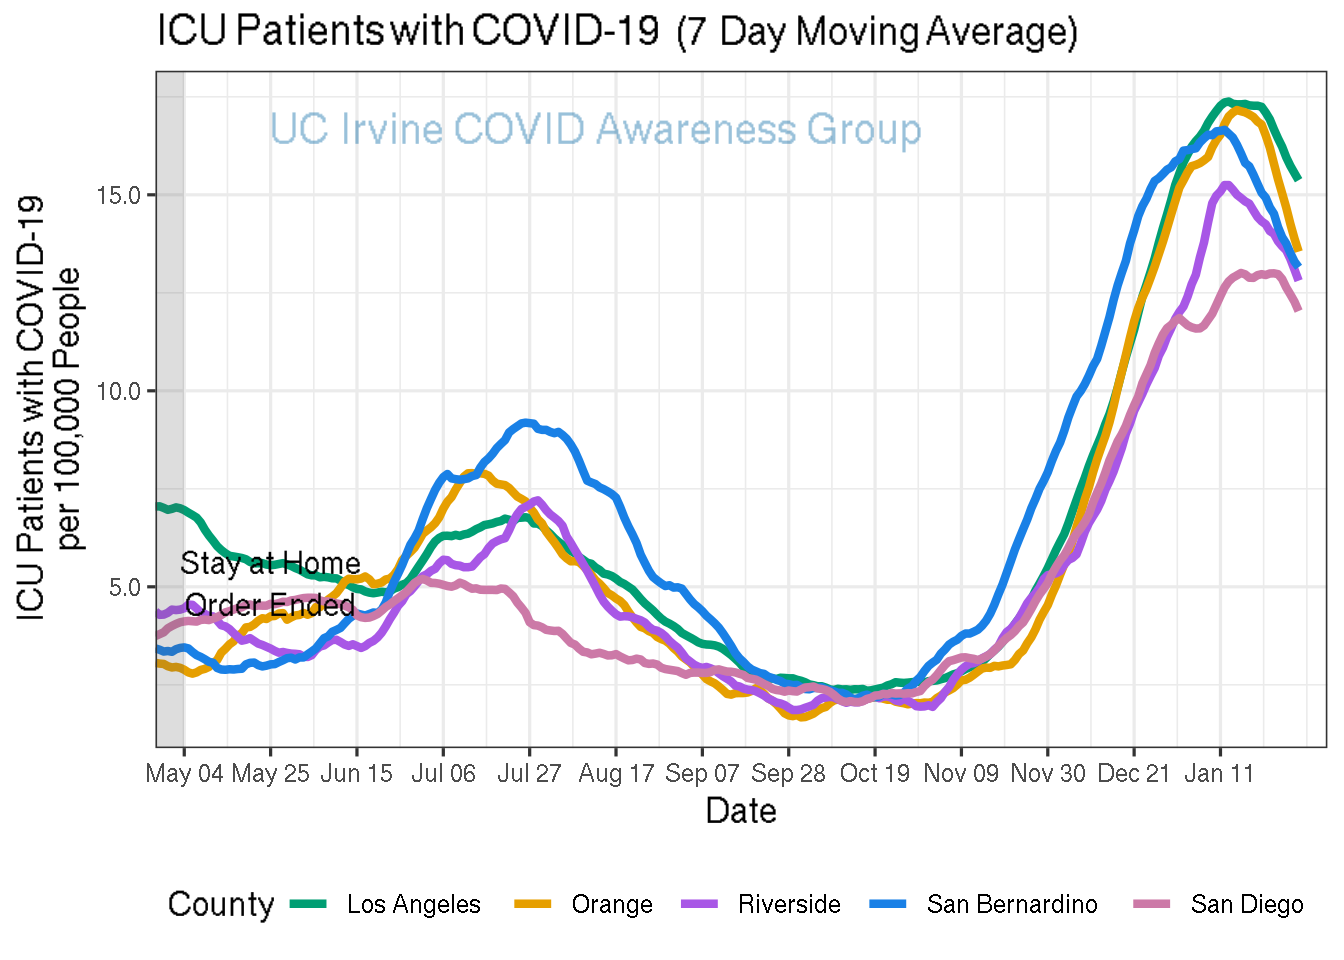 ICU Patients with COVID-19 (7 Day Moving Average)
UC Irvine COVID Awareness Group
ICU Patients with COVID-19
per 100,000 People
15.0
10.0
5.0
Stay at Home
Order Ended
May 04 May 25 Jun 15 Jul 06 Jul 27 Aug 17 Sep 07 Sep 28 Oct 19 Nov 09 Nov 30 Dec 21 Jan 11
Date
County Los Angeles Orange Riverside San Bernardino San Diego